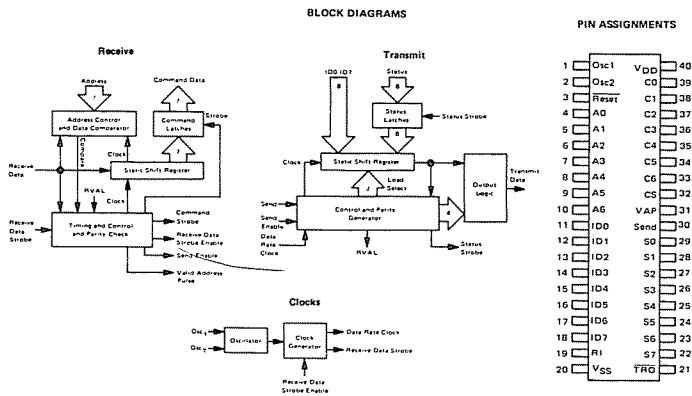 BLOCK DIAGRAMS
Receive
Address
7
Address Control
and Data Comparator
Command Data
7
Command
Latches
Strobe
7
Compare
Clock
Receive
Data
Static Shift Register
RVAL
Clock
Receive
Data
Strobe
Timing and Control
and Parity Check
Command
Strobe
Receive Data
Strobe Enable
Send Enable
Valid Address
Pulse
Transmit
ID0 ID7
8
Status
8
Status
Latches
Status Strobe
8
Clock
Static Shift Register
Load
Select
Output
Logic
Transmit
Data
Send
Send
Enable
Data
Rate
Clock
Control and Parity
Generator
4
RVAL
Status
Strobe
Clocks
Osc1
Osc2
Oscillator
Clock
Generator
Data Rate Clock
Receive Data Strobe
Receive Data
Strobe Enable
PIN ASSIGNMENTS
1 Osc1 VDD 40
2 Osc2 C0 39
3 Reset C1 38
4 A0 C2 37
5 A1 C3 36
6 A2 C4 35
7 A3 C5 34
8 A4 C6 33
9 A5 CS 32
10 A6 VAP 31
11 ID0 Send 30
12 ID1 S0 29
13 ID2 S1 28
14 ID3 S2 27
15 ID4 S3 26
16 ID5 S4 25
17 ID6 S5 24
18 ID7 S6 23
19 RI S7 22
20 VSS TRO 21